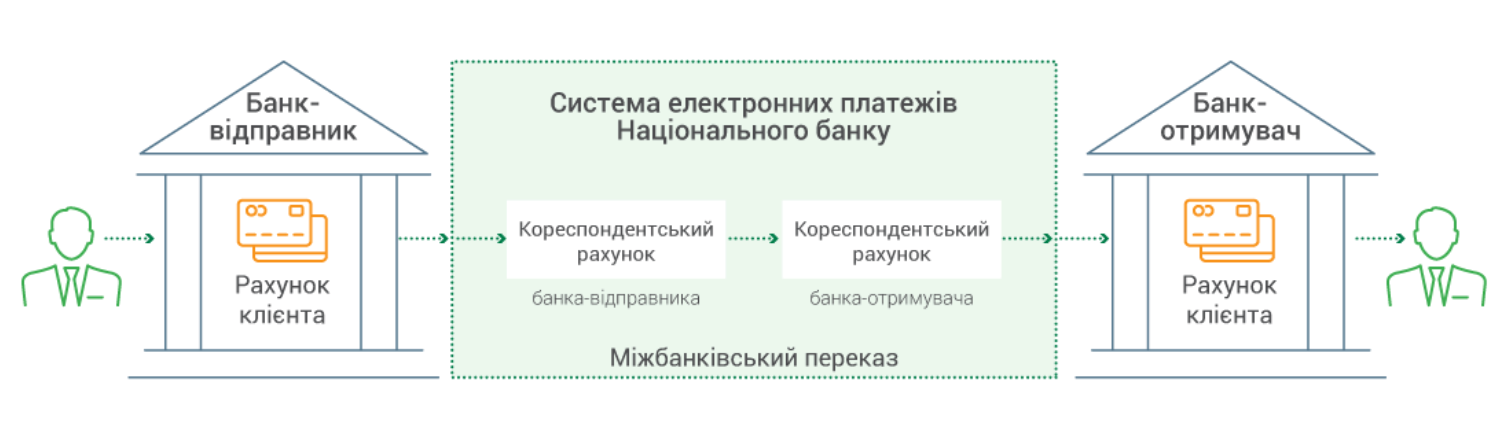 Банк-
відправник
Рахунок
клієнта
Система електронних платежів
Національного банку
Кореспондентський
рахунок
банка-відправника
Кореспондентський
рахунок
банка-отримувача
Міжбанківський переказ
Банк-
отримувач
Рахунок
клієнта